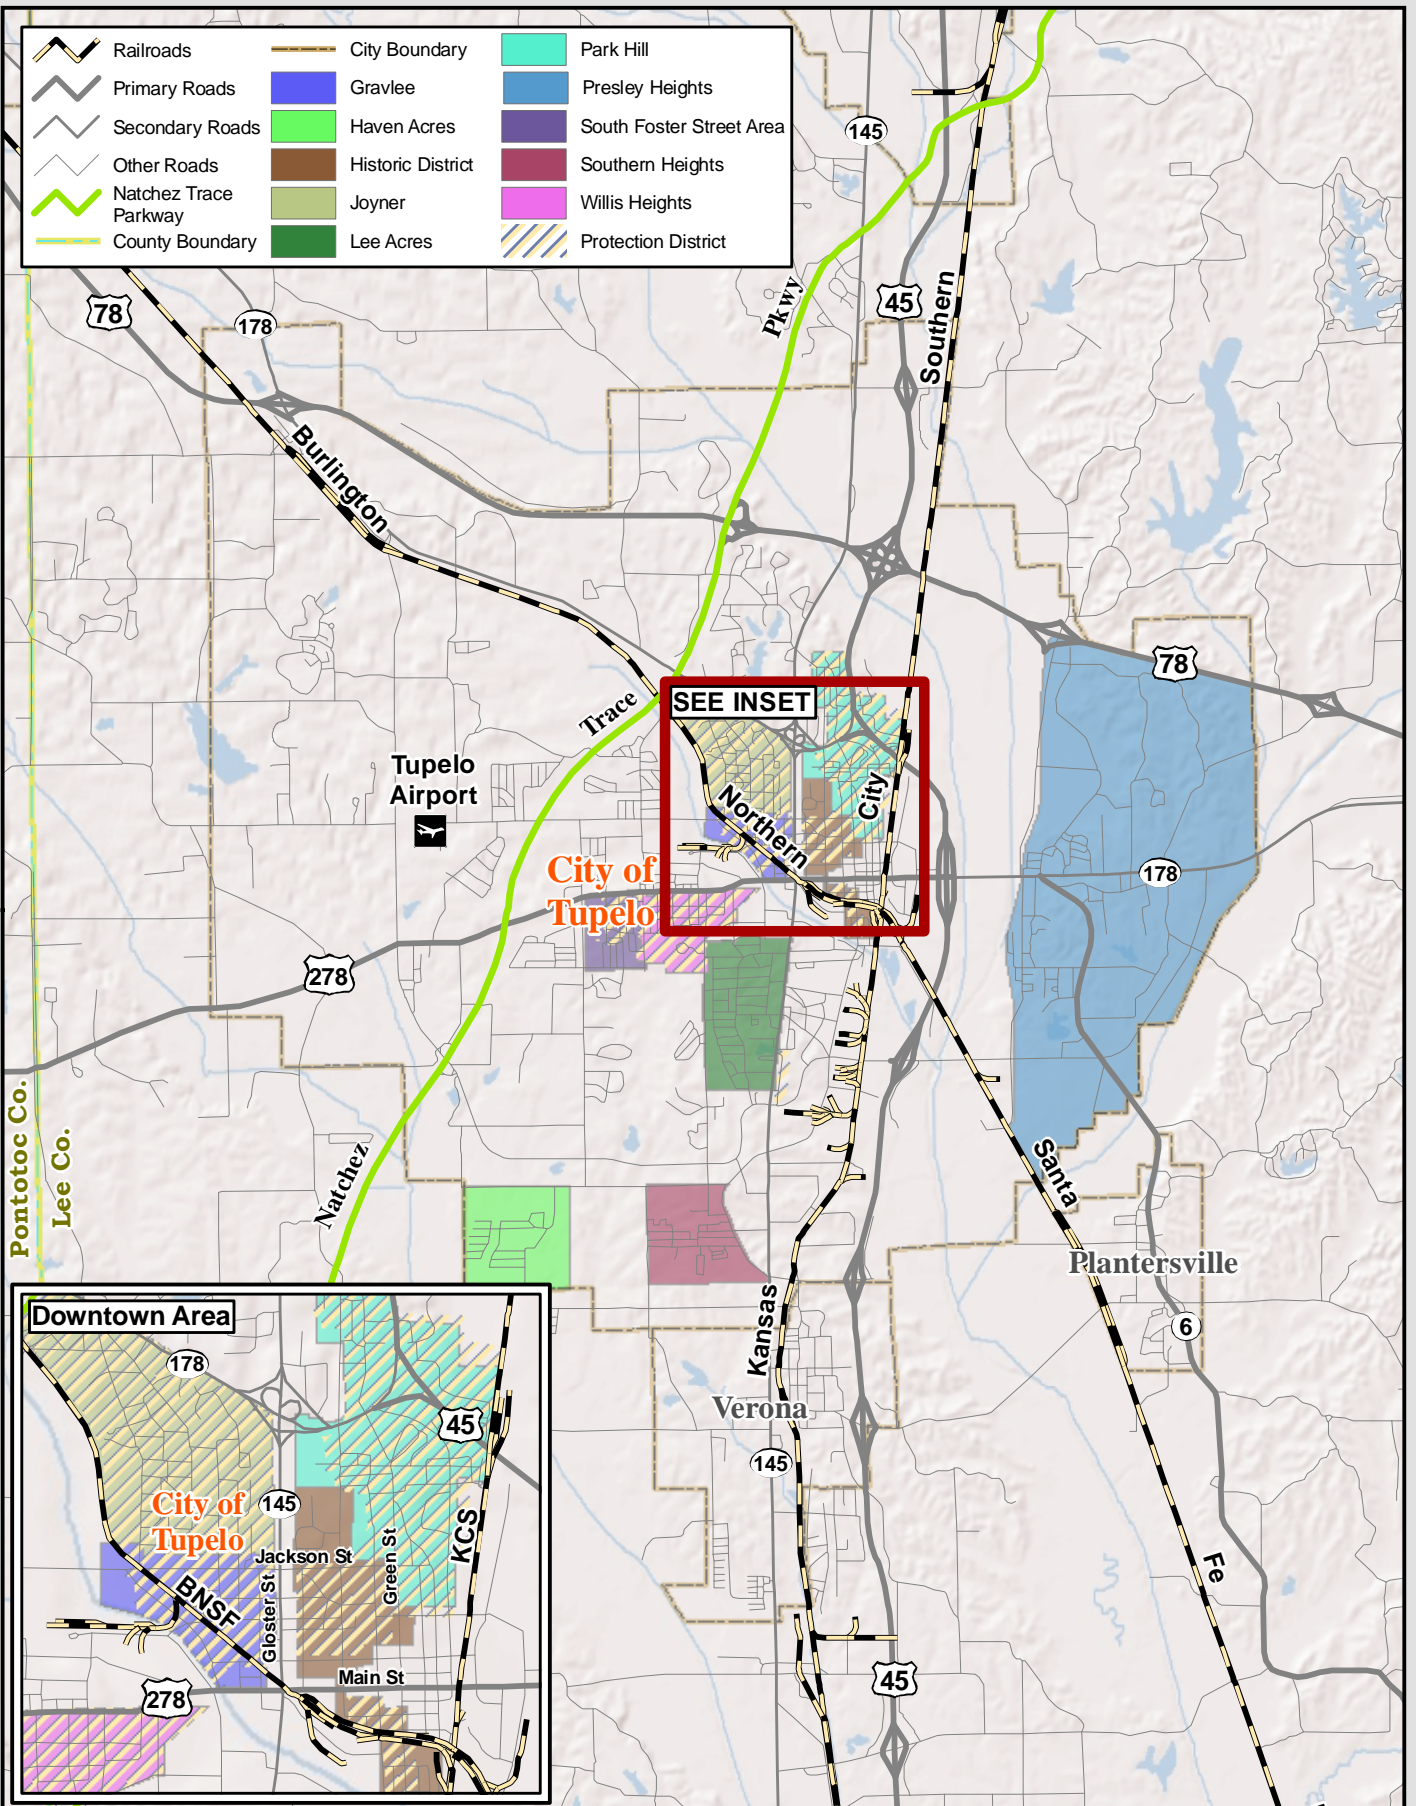 Railroads
Primary Roads
Secondary Roads
Other Roads
Natchez Trace
Parkway
County Boundary
City Boundary
Gravlee
Haven Acres
Historic District
Joyner
Lee Acres
Park Hill
Presley Heights
South Foster Street Area
Southern Heights
Willis Heights
Protection District
145
78
178
45
Pkwy
Southern
Burlington
78
SEE INSET
Trace
Tupelo
Airport
City
Northern
City of
Tupelo
178
278
Pontotoc Co.
Lee Co.
Natchez
Santa
Plantersville
6
Kansas
Verona
145
Fe
45
Downtown Area
178
45
City of
Tupelo
145
KCS
Jackson St
Green St
BNSF
Gloster St
Main St
278